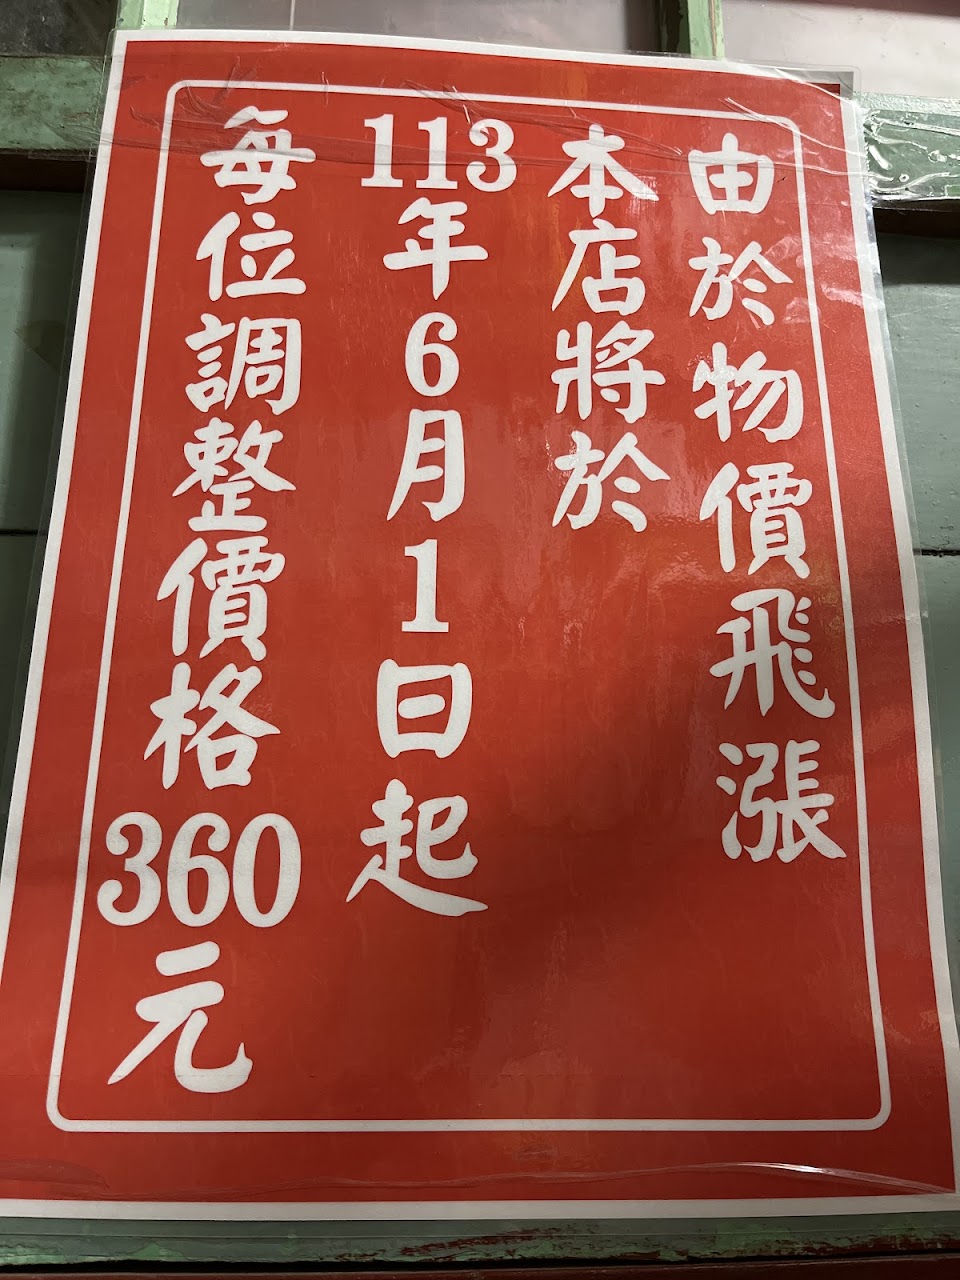 由於物價飛漲
本店將於
113年6月1日起
每位調整價格360元